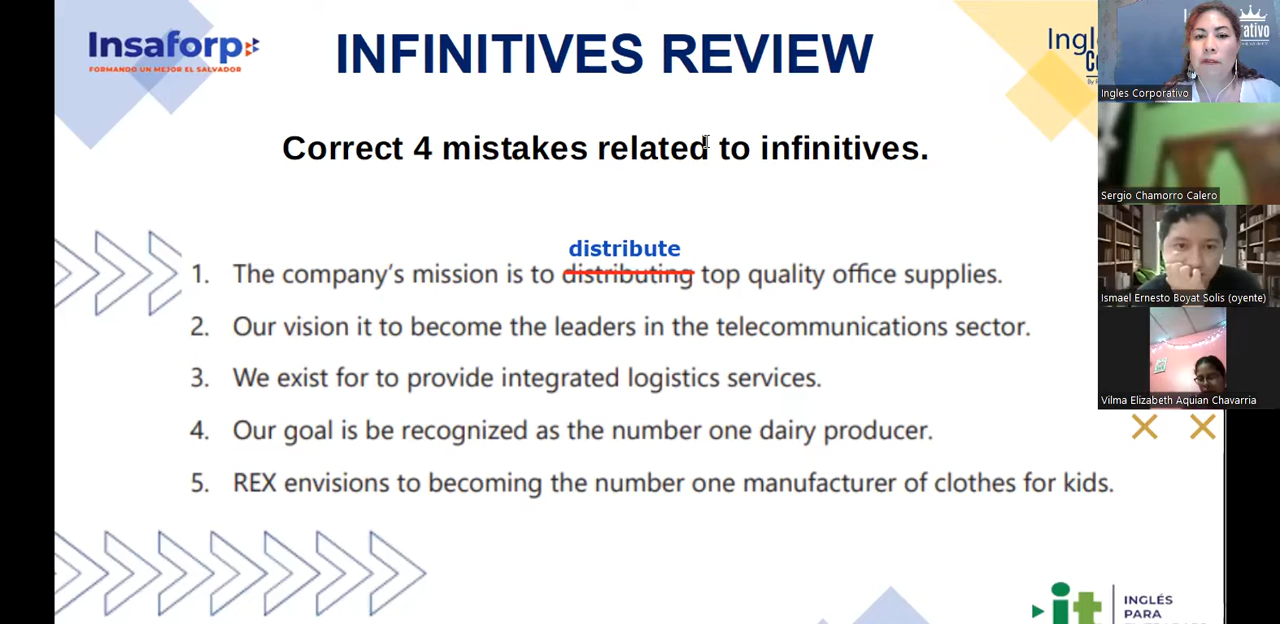 Insaforp
FORMANDO UN MEJOR EL SALVADOR
INFINITIVES REVIEW
Ingl
Ingles Corporativo
Correct 4 mistakes related to infinitives.
Sergio Chamorro Calero
distribute
1. The company's mission is to distributing top quality office supplies.
Ismael Ernesto Boyat Solis (oyente)
2. Our vision it to become the leaders in the telecommunications sector.
3. We exist for to provide integrated logistics services.
Vilma Elizabeth Aquian Chavarria
4. Our goal is be recognized as the number one dairy producer.
5. REX envisions to becoming the number one manufacturer of clothes for kids.
it
INGLÉS
PARA